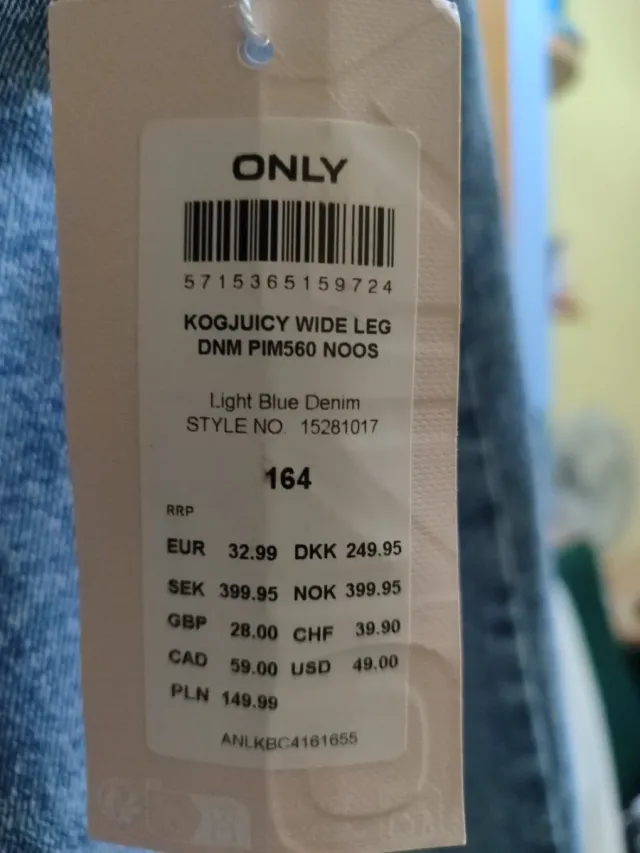 ONLY
5715365159724
KOGJUICY WIDE LEG
DNM PIM560 NOOS
Light Blue Denim
STYLE NO. 15281017
164
RRP
EUR 32.99 DKK 249.95
SEK 399.95 NOK 399.95
GBP 28.00 CHF 39.90
CAD 59.00 USD 49.00
PLN 149.99
ANLKBC4161655